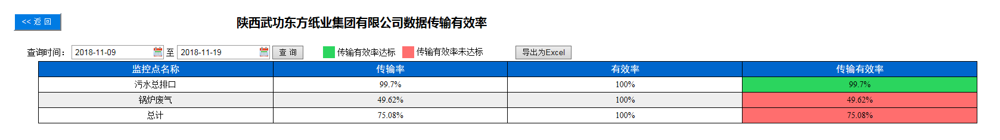 << 返 回
陕西武功东方纸业集团有限公司数据传输有效率
查询时间： 2018-11-09 至 2018-11-19 查 询 传输有效率达标 传输有效率未达标 导出为Excel
监控点名称 传输率 有效率 传输有效率
污水总排口 99.7% 100% 99.7%
锅炉废气 49.62% 100% 49.62%
总计 75.08% 100% 75.08%